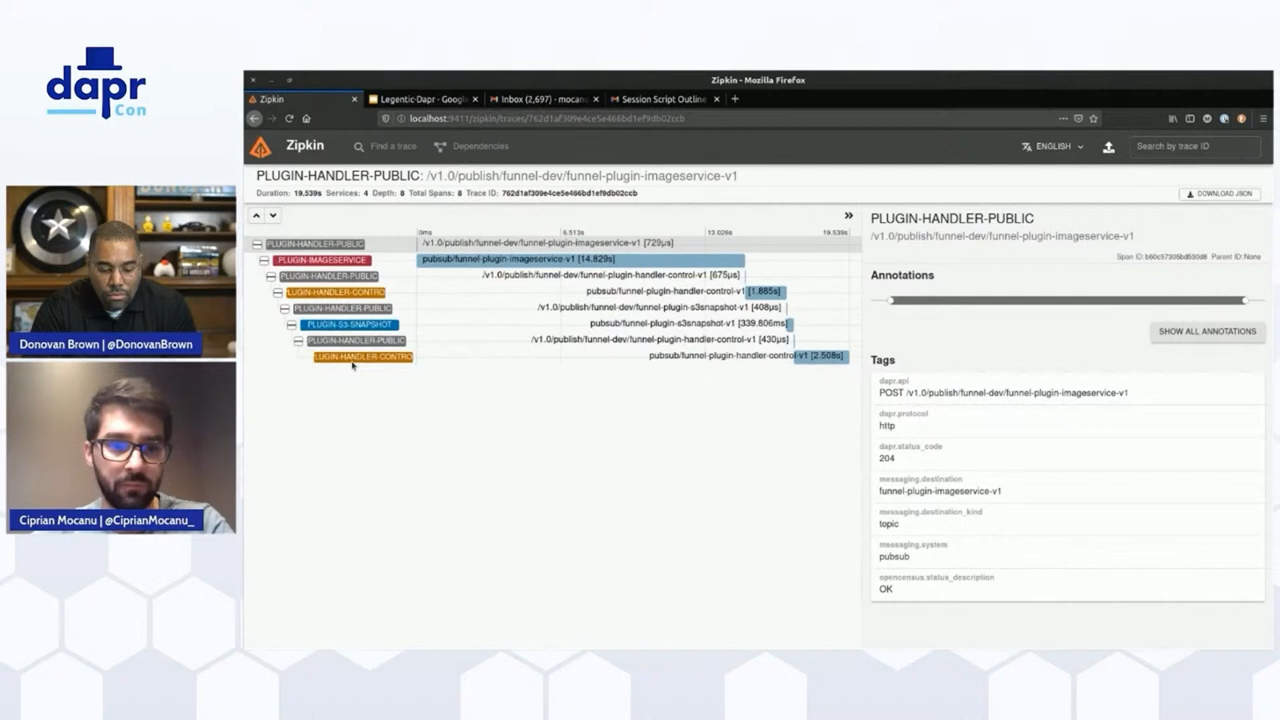 dapr
Con
Zipkin - Mozilla Firefox
Zipkin
Legentic-Dapr - Googl
Inbox (2,697) - mocan
Session Script Outline
localhost:9411/zipkin/traces/762d1af309e4ce5e466bd1ef9db02ccb
Zipkin
Find a trace
Dependencies
ENGLISH
Search by trace ID
PLUGIN-HANDLER-PUBLIC: /v1.0/publish/funnel-dev/funnel-plugin-imageservice-v1
Duration: 19.539s Services: 4 Depth: 8 Total Spans: 8 Trace ID: 762d1af309e4ce5e466bd1ef9db02ccb
DOWNLOAD JSON
0ms 6.513s 13.026s 19.539s
PLUGIN-HANDLER-PUBLIC /v1.0/publish/funnel-dev/funnel-plugin-imageservice-v1 [729μs]
PLUGIN-IMAGESERVICE pubsub/funnel-plugin-imageservice-v1 [14.829s]
PLUGIN-HANDLER-PUBLIC /v1.0/publish/funnel-dev/funnel-plugin-handler-control-v1 [675μs]
LUGIN-HANDLER-CONTRO pubsub/funnel-plugin-handler-control-v1 [1.885s]
PLUGIN-HANDLER-PUBLIC /v1.0/publish/funnel-dev/funnel-plugin-s3snapshot-v1 [408μs]
PLUGIN-S3-SNAPSHOT pubsub/funnel-plugin-s3snapshot-v1 [339.806ms]
PLUGIN-HANDLER-PUBLIC /v1.0/publish/funnel-dev/funnel-plugin-handler-control-v1 [430μs]
LUGIN-HANDLER-CONTRO pubsub/funnel-plugin-handler-control-v1 [2.508s]
PLUGIN-HANDLER-PUBLIC
/v1.0/publish/funnel-dev/funnel-plugin-imageservice-v1
Span ID: b60c57305bd530d8 Parent ID: None
Annotations
SHOW ALL ANNOTATIONS
Tags
dapr.api
POST /v1.0/publish/funnel-dev/funnel-plugin-imageservice-v1
dapr.protocol
http
dapr.status_code
204
messaging.destination
funnel-plugin-imageservice-v1
messaging.destination_kind
topic
messaging.system
pubsub
opencensus.status_description
OK
Donovan Brown | @DonovanBrown
Ciprian Mocanu | @CiprianMocanu_